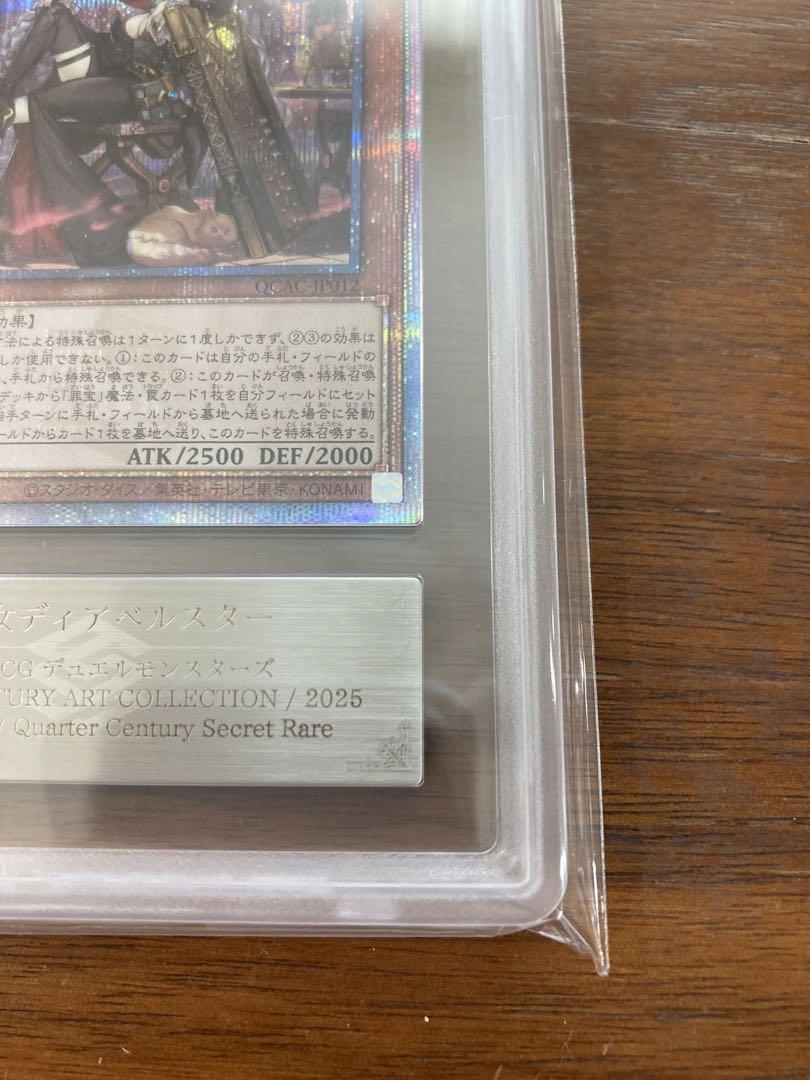 QCAC-JP012
効果】
法による特殊召喚は1ターンに1度しかできず、②③の効果は
しか使用できない。①：このカードは自分の手札・フィールドの
、手札から特殊召喚できる。②：このカードが召喚・特殊召喚
デッキから「罪宝」魔法・罠カード1枚を自分フィールドにセット
手ターンに手札・フィールドから墓地へ送られた場合に発動
ールドからカード1枚を墓地へ送り、このカードを特殊召喚する。
ATK/2500 DEF/2000
©スタジオ・ダイス／集英社・テレビ東京・KONAMI
女ディアベルスター
CG デュエルモンスターズ
TURY ART COLLECTION / 2025
/ Quarter Century Secret Rare